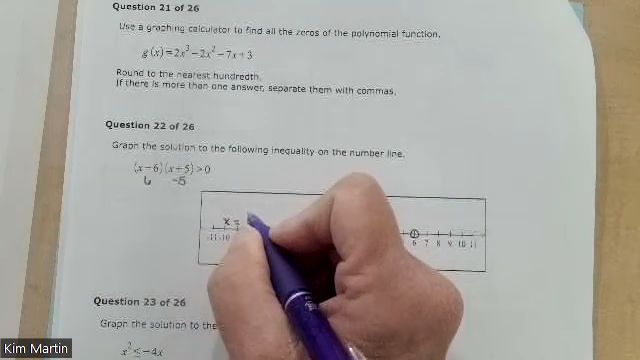 Question 21 of 26
Use a graphing calculator to find all the zeros of the polynomial function.
g(x)=2x³−2x²−7x+3
Round to the nearest hundredth.
If there is more than one answer, separate them with commas.
Question 22 of 26
Graph the solution to the following inequality on the number line.
(x−6)(x+5)>0
6 -5
x =
-11 -10 6 7 8 9 10 11
Question 23 of 26
Graph the solution to the
x² ≤ −4x
Kim Martin